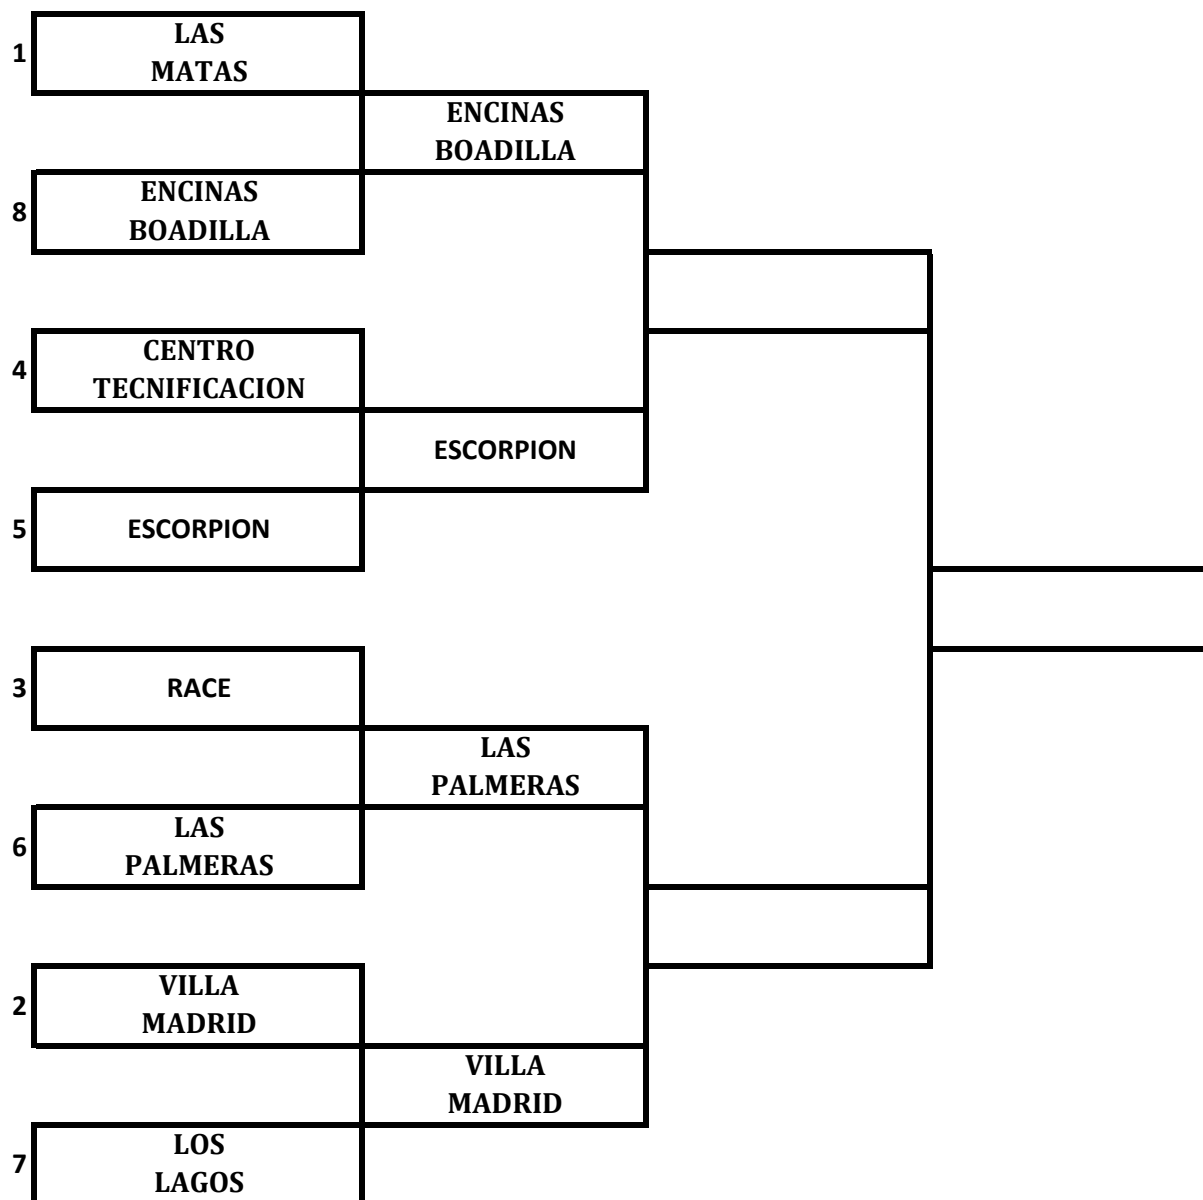 1
LAS
MATAS
ENCINAS
BOADILLA
8
ENCINAS
BOADILLA
4
CENTRO
TECNIFICACION
ESCORPION
5
ESCORPION
3
RACE
LAS
PALMERAS
6
LAS
PALMERAS
2
VILLA
MADRID
VILLA
MADRID
7
LOS
LAGOS